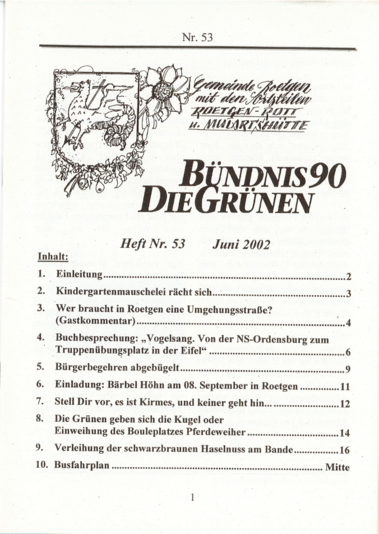 Nr. 53
Gemeinde Roetgen
mit den Ortsteilen
ROETGEN-ROTT
u. MULARTSHÜTTE
BÜNDNIS 90
DIE GRÜNEN
Heft Nr. 53 Juni 2002
Inhalt:
1. Einleitung....................2
2. Kindergartenmauschelei rächt sich....................3
3. Wer braucht in Roetgen eine Umgehungsstraße?
(Gastkommentar)....................4
4. Buchbesprechung: „Vogelsang. Von der NS-Ordensburg zum
Truppenübungsplatz in der Eifel“ ....................6
5. Bürgerbegehren abgebügelt....................9
6. Einladung: Bärbel Höhn am 08. September in Roetgen ............11
7. Stell Dir vor, es ist Kirmes, und keiner geht hin... ....................12
8. Die Grünen geben sich die Kugel oder
Einweihung des Bouleplatzes Pferdeweiher ....................14
9. Verleihung der schwarzbraunen Haselnuss am Bande...............16
10. Busfahrplan .................... Mitte
1